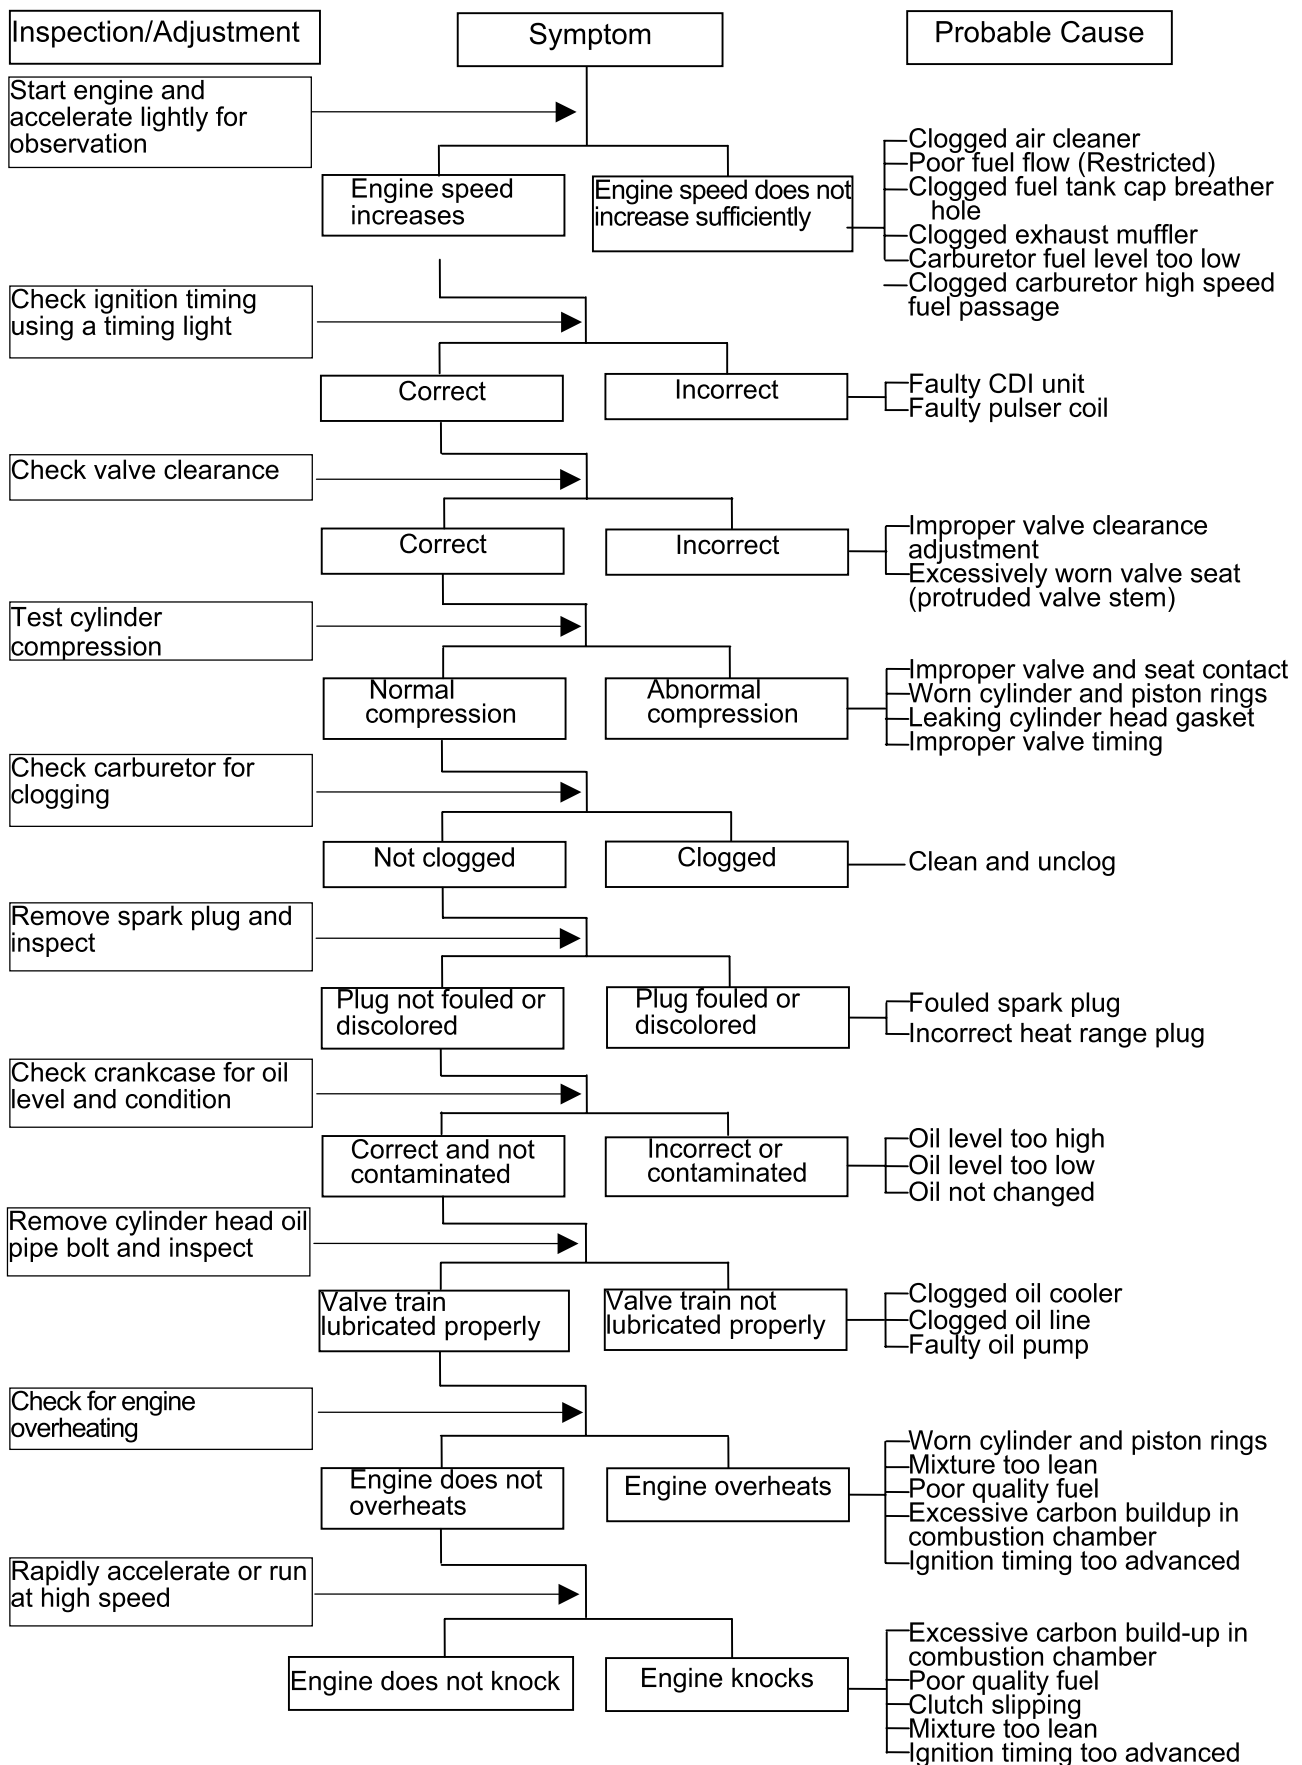 Inspection/Adjustment
Symptom
Probable Cause
Start engine and
accelerate lightly for
observation
Engine speed
increases
Engine speed does not
increase sufficiently
Clogged air cleaner
Poor fuel flow (Restricted)
Clogged fuel tank cap breather
hole
Clogged exhaust muffler
Carburetor fuel level too low
Clogged carburetor high speed
fuel passage
Check ignition timing
using a timing light
Correct
Incorrect
Faulty CDI unit
Faulty pulser coil
Check valve clearance
Correct
Incorrect
Improper valve clearance
adjustment
Excessively worn valve seat
(protruded valve stem)
Test cylinder
compression
Normal
compression
Abnormal
compression
Improper valve and seat contact
Worn cylinder and piston rings
Leaking cylinder head gasket
Improper valve timing
Check carburetor for
clogging
Not clogged
Clogged
Clean and unclog
Remove spark plug and
inspect
Plug not fouled or
discolored
Plug fouled or
discolored
Fouled spark plug
Incorrect heat range plug
Check crankcase for oil
level and condition
Correct and not
contaminated
Incorrect or
contaminated
Oil level too high
Oil level too low
Oil not changed
Remove cylinder head oil
pipe bolt and inspect
Valve train
lubricated properly
Valve train not
lubricated properly
Clogged oil cooler
Clogged oil line
Faulty oil pump
Check for engine
overheating
Engine does not
overheats
Engine overheats
Worn cylinder and piston rings
Mixture too lean
Poor quality fuel
Excessive carbon buildup in
combustion chamber
Ignition timing too advanced
Rapidly accelerate or run
at high speed
Engine does not knock
Engine knocks
Excessive carbon build-up in
combustion chamber
Poor quality fuel
Clutch slipping
Mixture too lean
Ignition timing too advanced